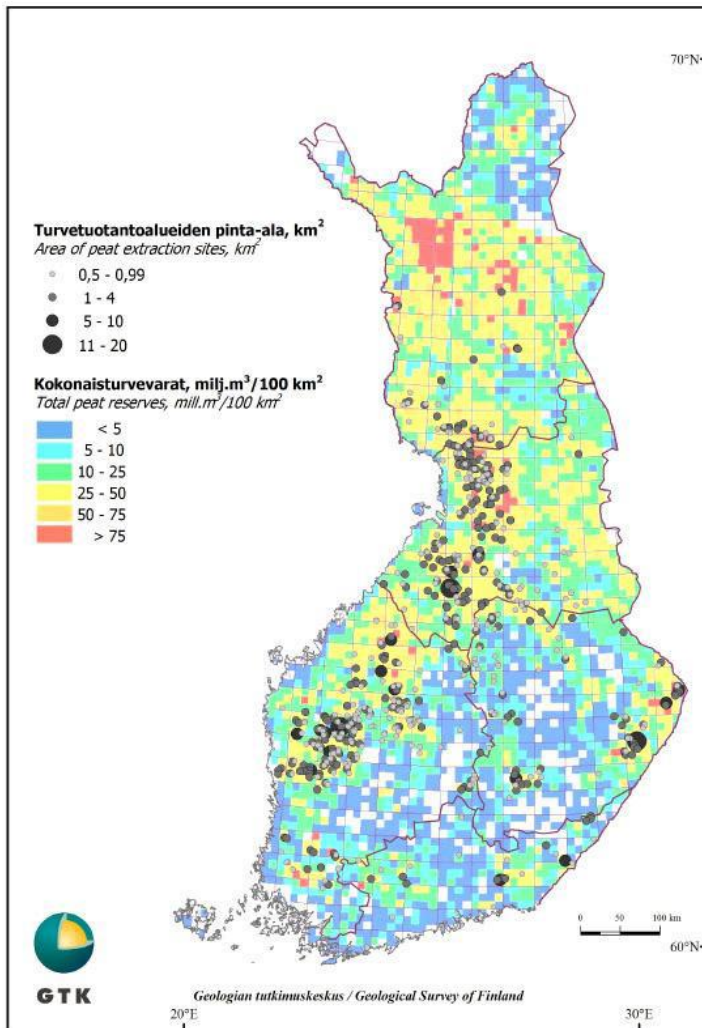 70°N
Turvetuotantoalueiden pinta-ala, km²
Area of peat extraction sites, km²
0,5 - 0,99
1 - 4
5 - 10
11 - 20
Kokonaisturvevarat, milj.m³/100 km²
Total peat reserves, mill.m³/100 km²
< 5
5 - 10
10 - 25
25 - 50
50 - 75
> 75
0 50 100 km
60°N
GTK
Geologian tutkimuskeskus / Geological Survey of Finland
20°E
30°E